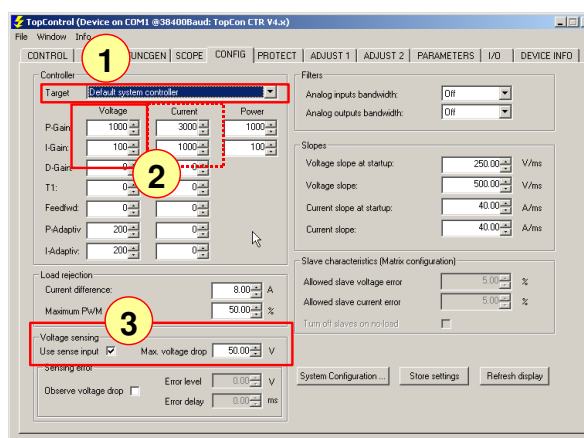 TopControl (Device on COM1 @38400Baud: TopCon CTR V4.x)
File Window Info
CONTROL UNCGEN SCOPE CONFIG PROTECT ADJUST 1 ADJUST 2 PARAMETERS I/O DEVICE INFO
1
Controller
Target Default system controller
Voltage Current Power
P-Gain 1000 3000 1000
I-Gain: 100 1000 100
D-Gain 0 0
2
T1: 0 0
Feedfwd: 0 0
P-Adaptiv 200 0
I-Adaptiv: 200 0
Load rejection
Current difference: 8.00 A
Maximum PWM 50.00 %
3
Voltage sensing
Use sense input Max. voltage drop 50.00 V
Sensing error
Observe voltage drop
Error level 0.00 V
Error delay 0.00 ms
Filters
Analog inputs bandwidth: Off
Analog outputs bandwidth: Off
Slopes
Voltage slope at startup: 250.00 V/ms
Voltage slope: 500.00 V/ms
Current slope at startup: 40.00 A/ms
Current slope: 40.00 A/ms
Slave characteristics (Matrix configuration)
Allowed slave voltage error 5.00 %
Allowed slave current error 5.00 %
Turn off slaves on no-load
System Configuration ... Store settings Refresh display